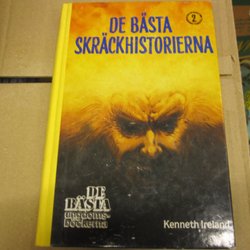 DE BÄSTA
2
SKRÄCKHISTORIERNA
DE
BÄSTA
ungdoms-
böckerna
Kenneth Ireland